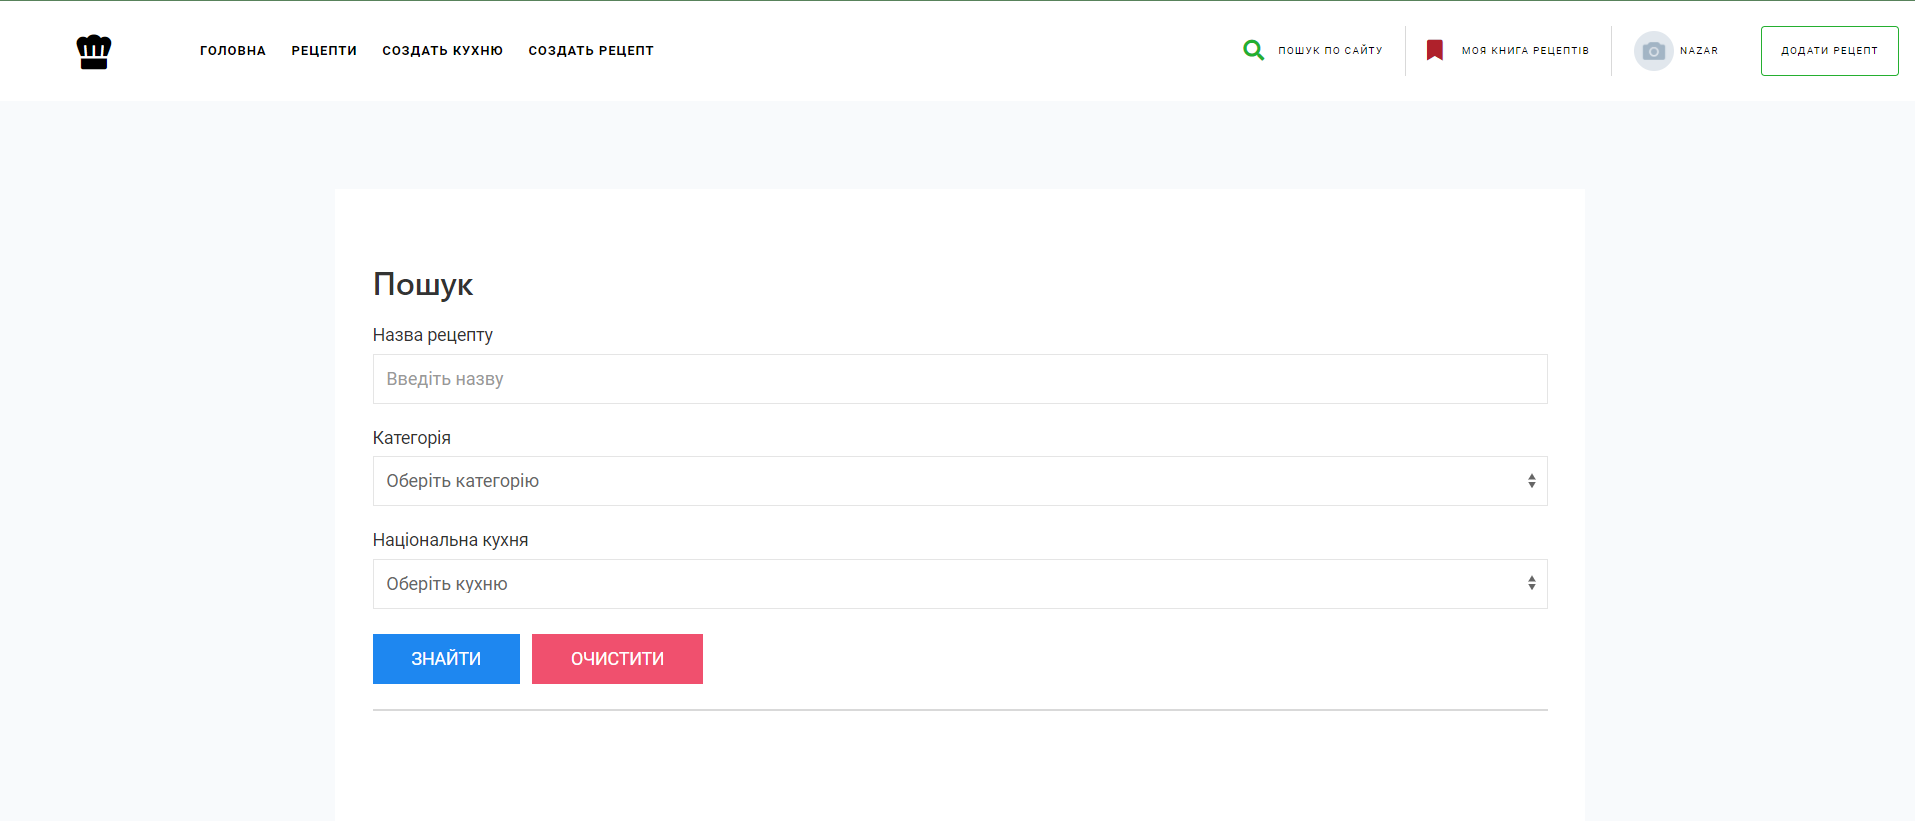 ГОЛОВНА РЕЦЕПТИ СОЗДАТЬ КУХНЮ СОЗДАТЬ РЕЦЕПТ ПОШУК ПО САЙТУ МОЯ КНИГА РЕЦЕПТІВ NAZAR ДОДАТИ РЕЦЕПТ
Пошук
Назва рецепту
Введіть назву
Категорія
Оберіть категорію
Національна кухня
Оберіть кухню
ЗНАЙТИ ОЧИСТИТИ